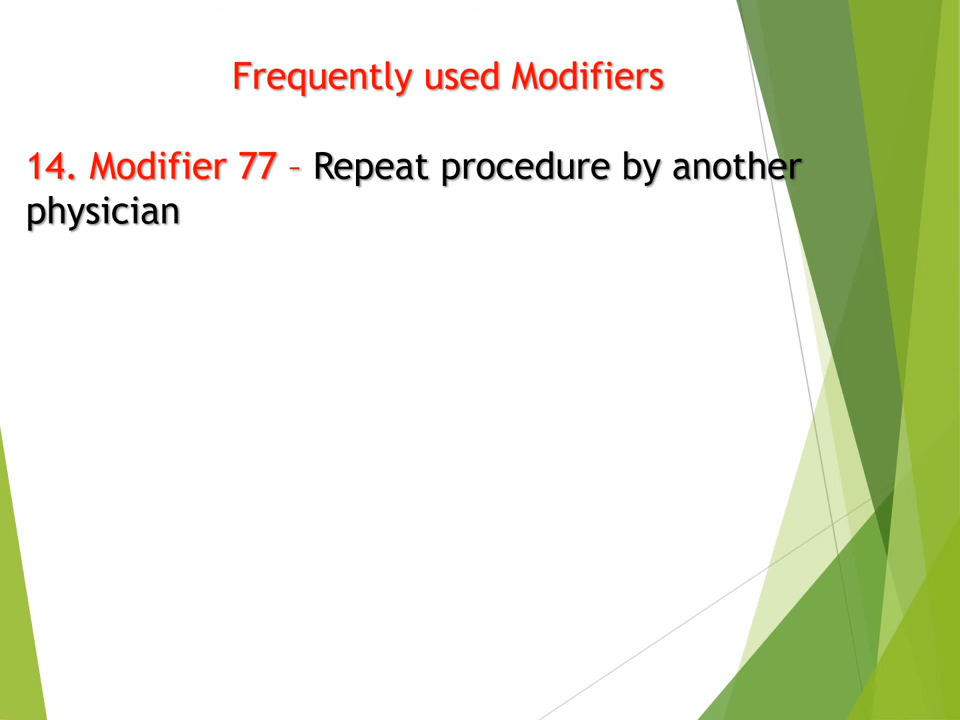 Frequently used Modifiers
14. Modifier 77 – Repeat procedure by another
physician